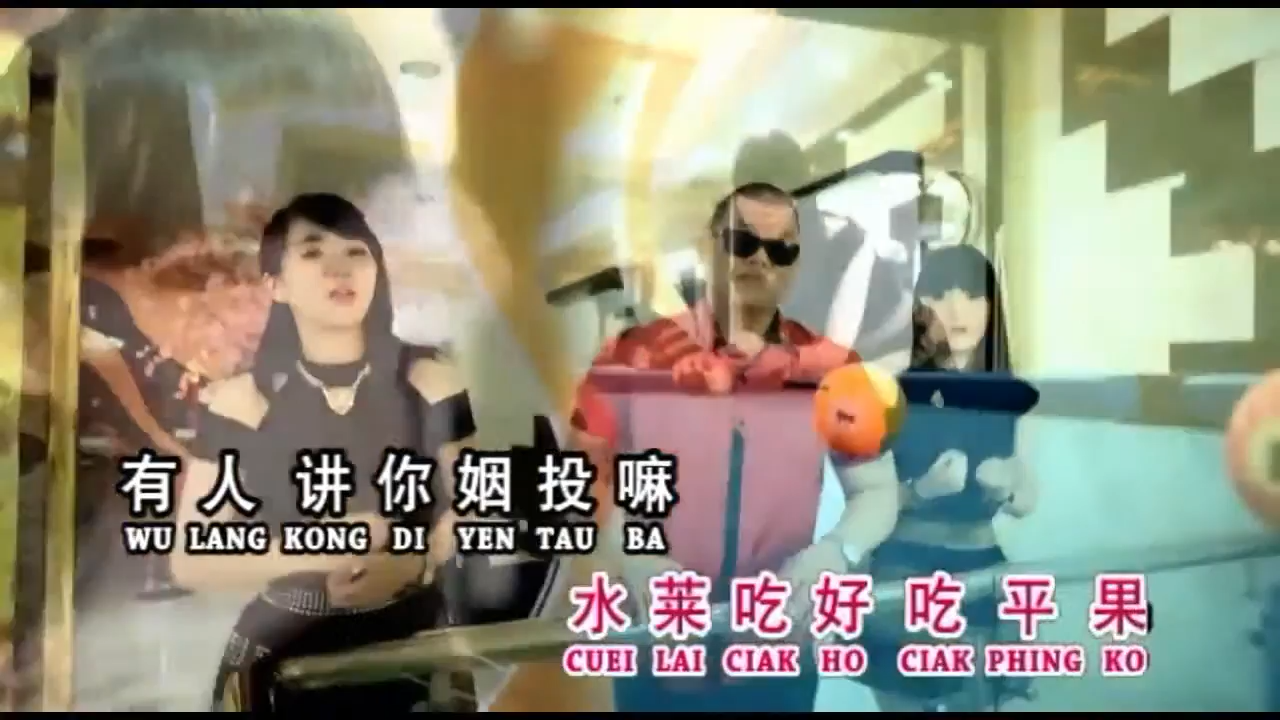 有人 讲你姻投嘛
WU LANG KONG DI YEN TAU BA
水莱吃好 吃 平 果
CUEI LAI CIAK HO CIAK PHING KO